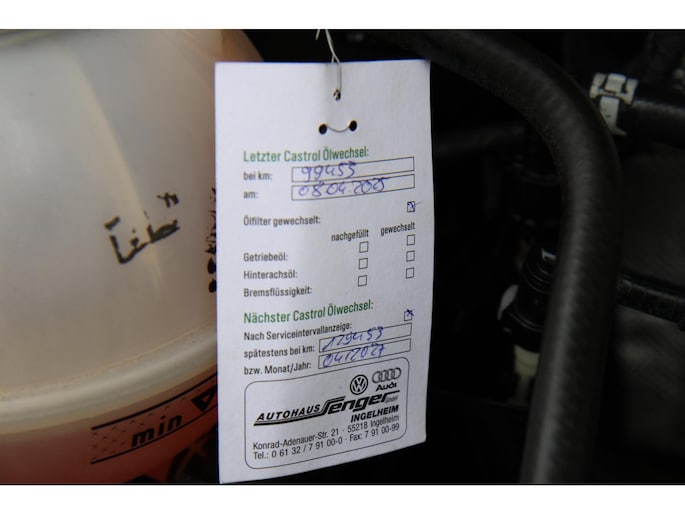 Letzter Castrol Ölwechsel:
bei km: 99453
am: 08.04.2025
Ölfilter gewechselt:
nachgefüllt gewechselt
Getriebeöl:
Hinterachsöl:
Bremsflüssigkeit:
Nächster Castrol Ölwechsel:
Nach Serviceintervallanzeige:
spätestens bei km: 129453
bzw. Monat/Jahr: 04/2027
Audi
AUTOHAUS Senger GmbH
INGELHEIM
Konrad-Adenauer-Str. 21 · 55218 Ingelheim
Tel.: 0 61 32 / 7 91 00-0 · Fax: 7 91 00-99
min